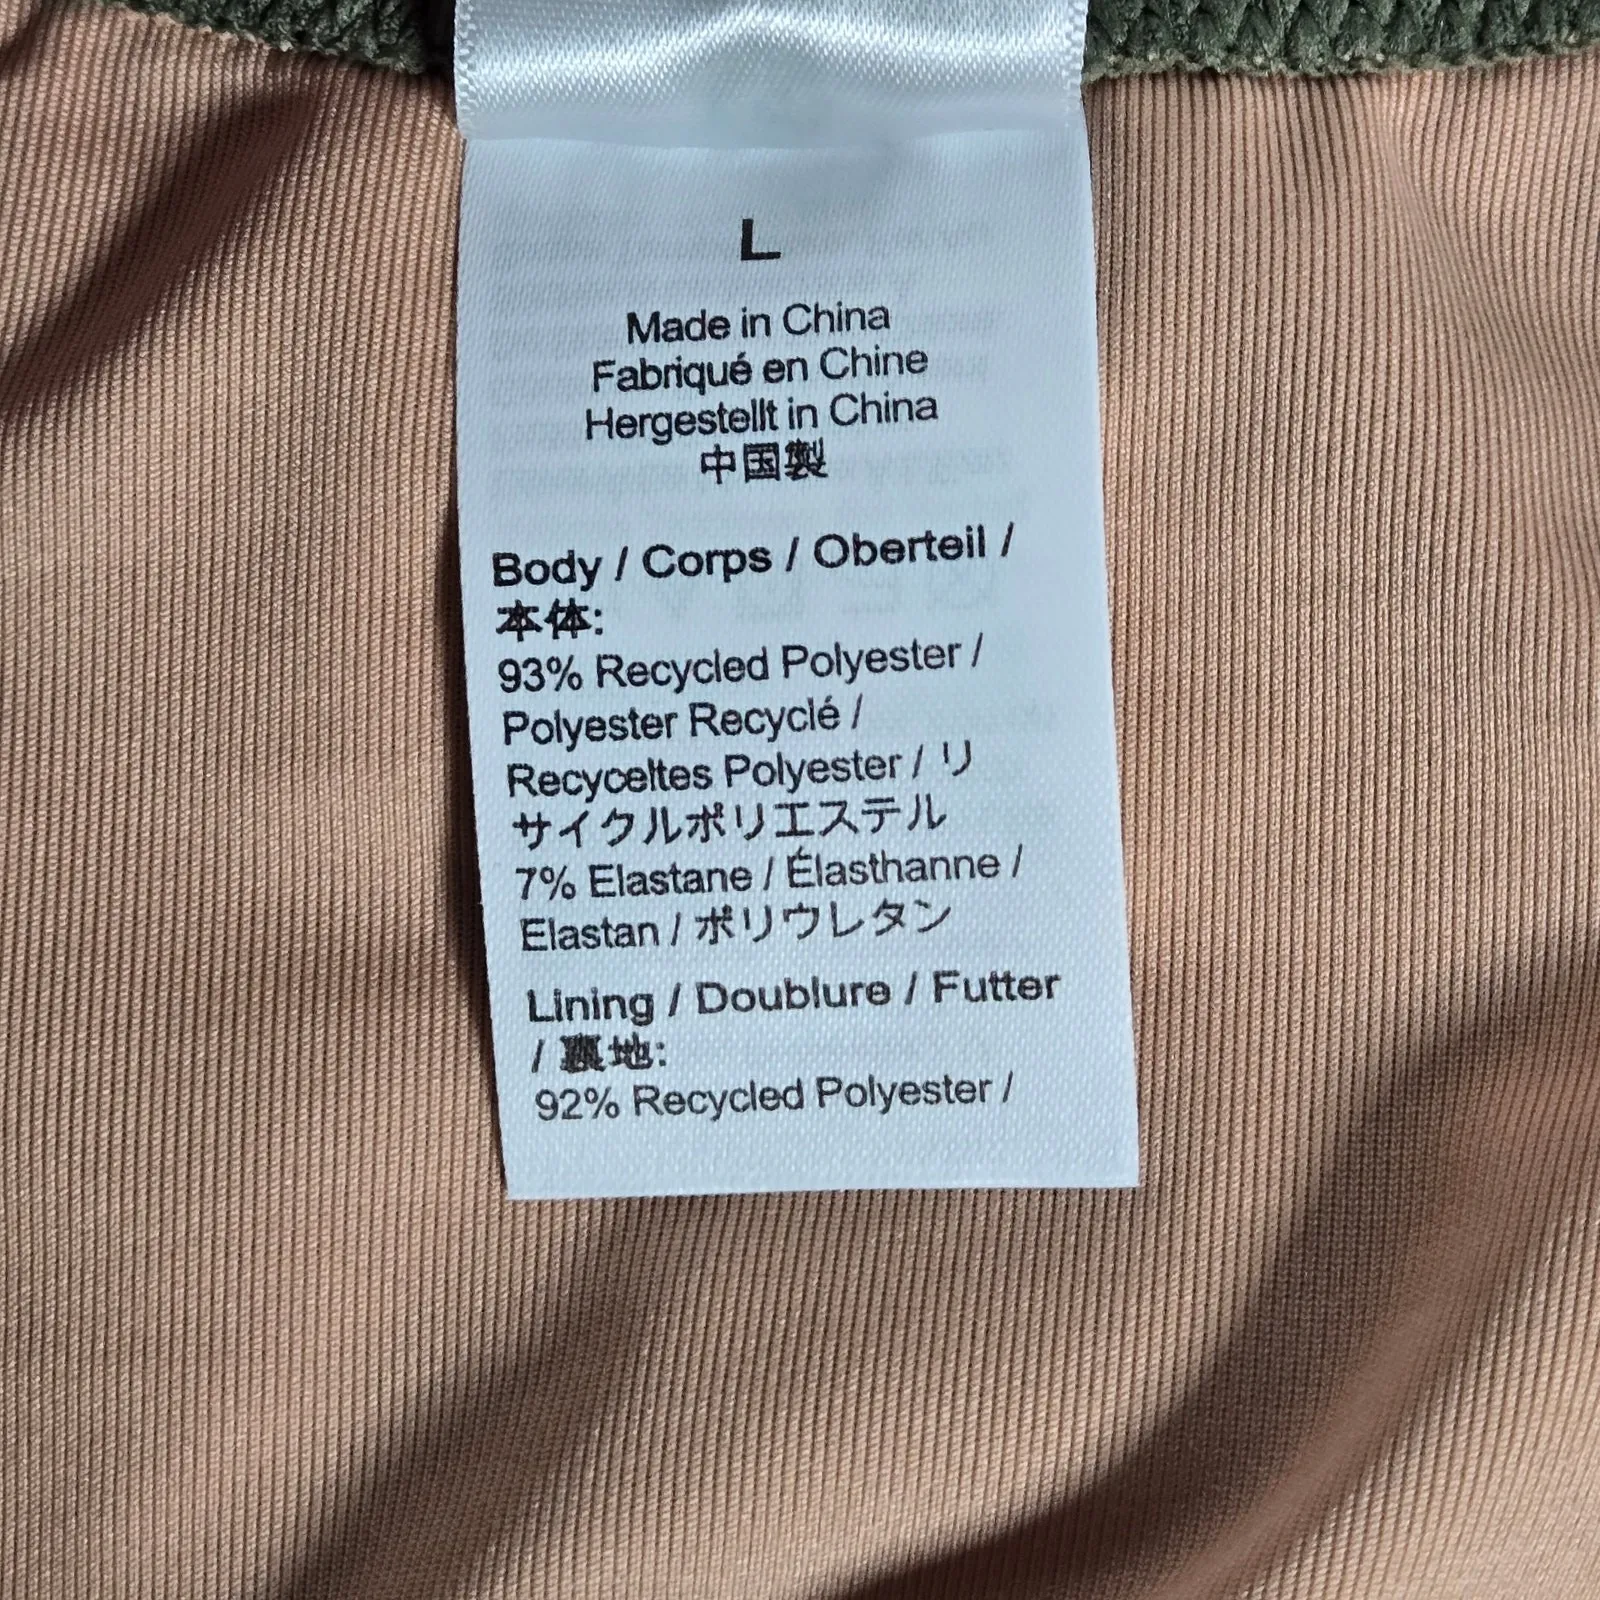 L
Made in China
Fabriqué en Chine
Hergestellt in China
中国製
Body / Corps / Oberteil /
本体:
93% Recycled Polyester /
Polyester Recyclé /
Recyceltes Polyester / リ
サイクルポリエステル
7% Elastane / Élasthanne /
Elastan / ポリウレタン
Lining / Doublure / Futter
/ 裏地:
92% Recycled Polyester /